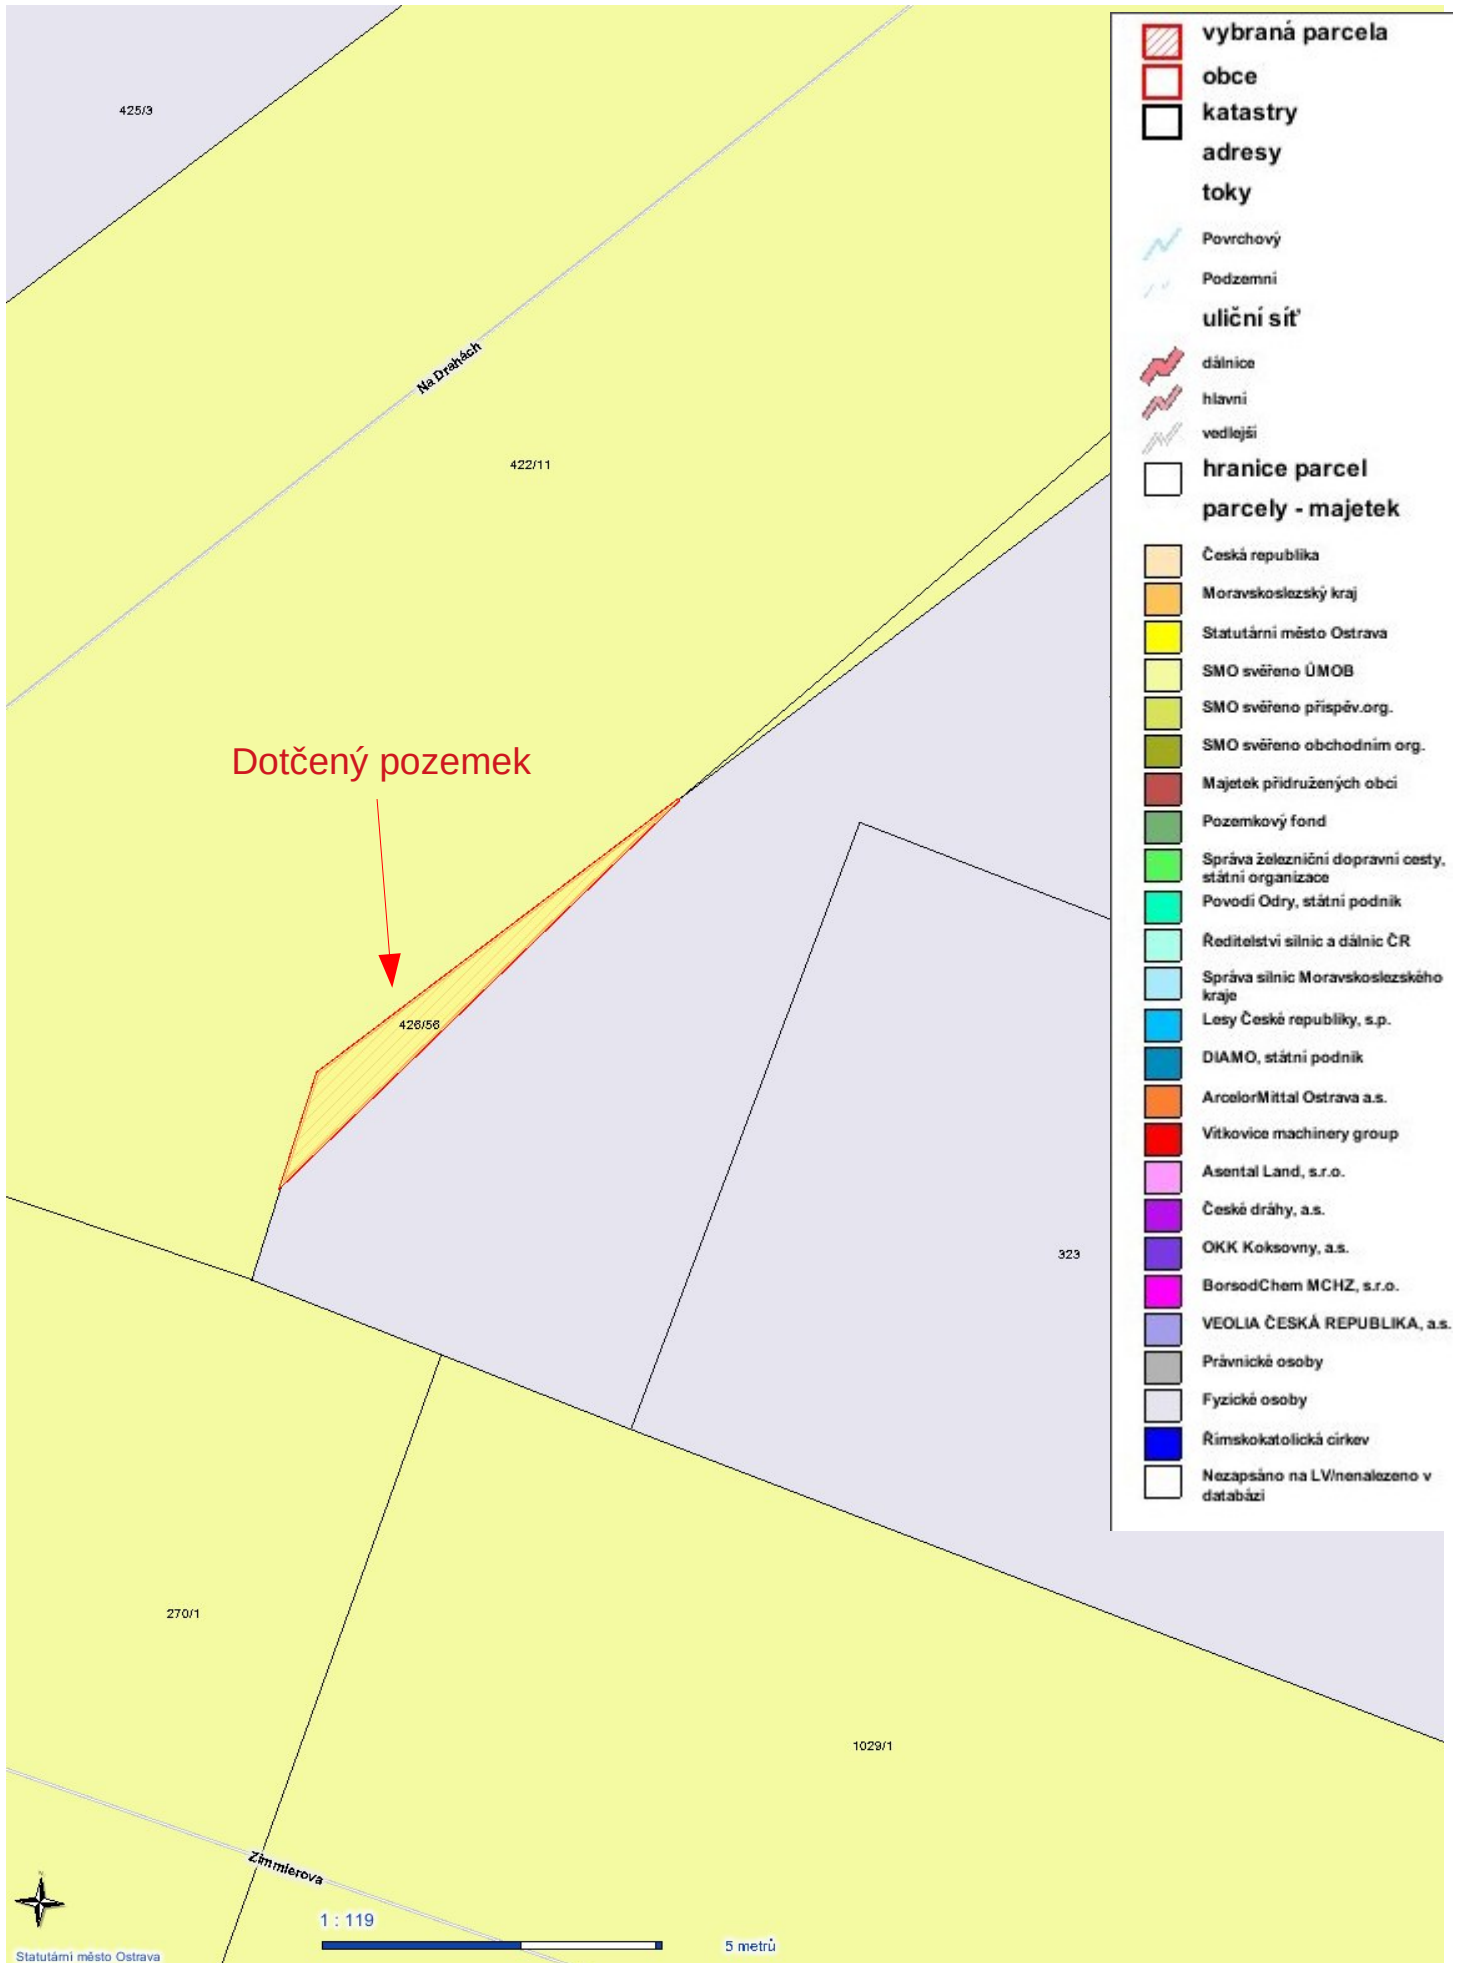 425/3
Na Drahách
422/11
Dotčený pozemek
426/56
323
270/1
1029/1
Zimmlerova
1 : 119
5 metrů
Statutární město Ostrava
vybraná parcela
obce
katastry
adresy
toky
Povrchový
Podzemní
uliční síť
dálnice
hlavní
vedlejší
hranice parcel
parcely - majetek
Česká republika
Moravskoslezský kraj
Statutární město Ostrava
SMO svěřeno ÚMOB
SMO svěřeno příspěv.org.
SMO svěřeno obchodním org.
Majetek přidružených obcí
Pozemkový fond
Správa železniční dopravní cesty,
státní organizace
Povodí Odry, státní podnik
Ředitelství silnic a dálnic ČR
Správa silnic Moravskoslezského
kraje
Lesy České republiky, s.p.
DIAMO, státní podnik
ArcelorMittal Ostrava a.s.
Vítkovice machinery group
Asental Land, s.r.o.
České dráhy, a.s.
OKK Koksovny, a.s.
BorsodChem MCHZ, s.r.o.
VEOLIA ČESKÁ REPUBLIKA, a.s.
Právnické osoby
Fyzické osoby
Římskokatolická církev
Nezapsáno na LV/nenalezeno v
databázi